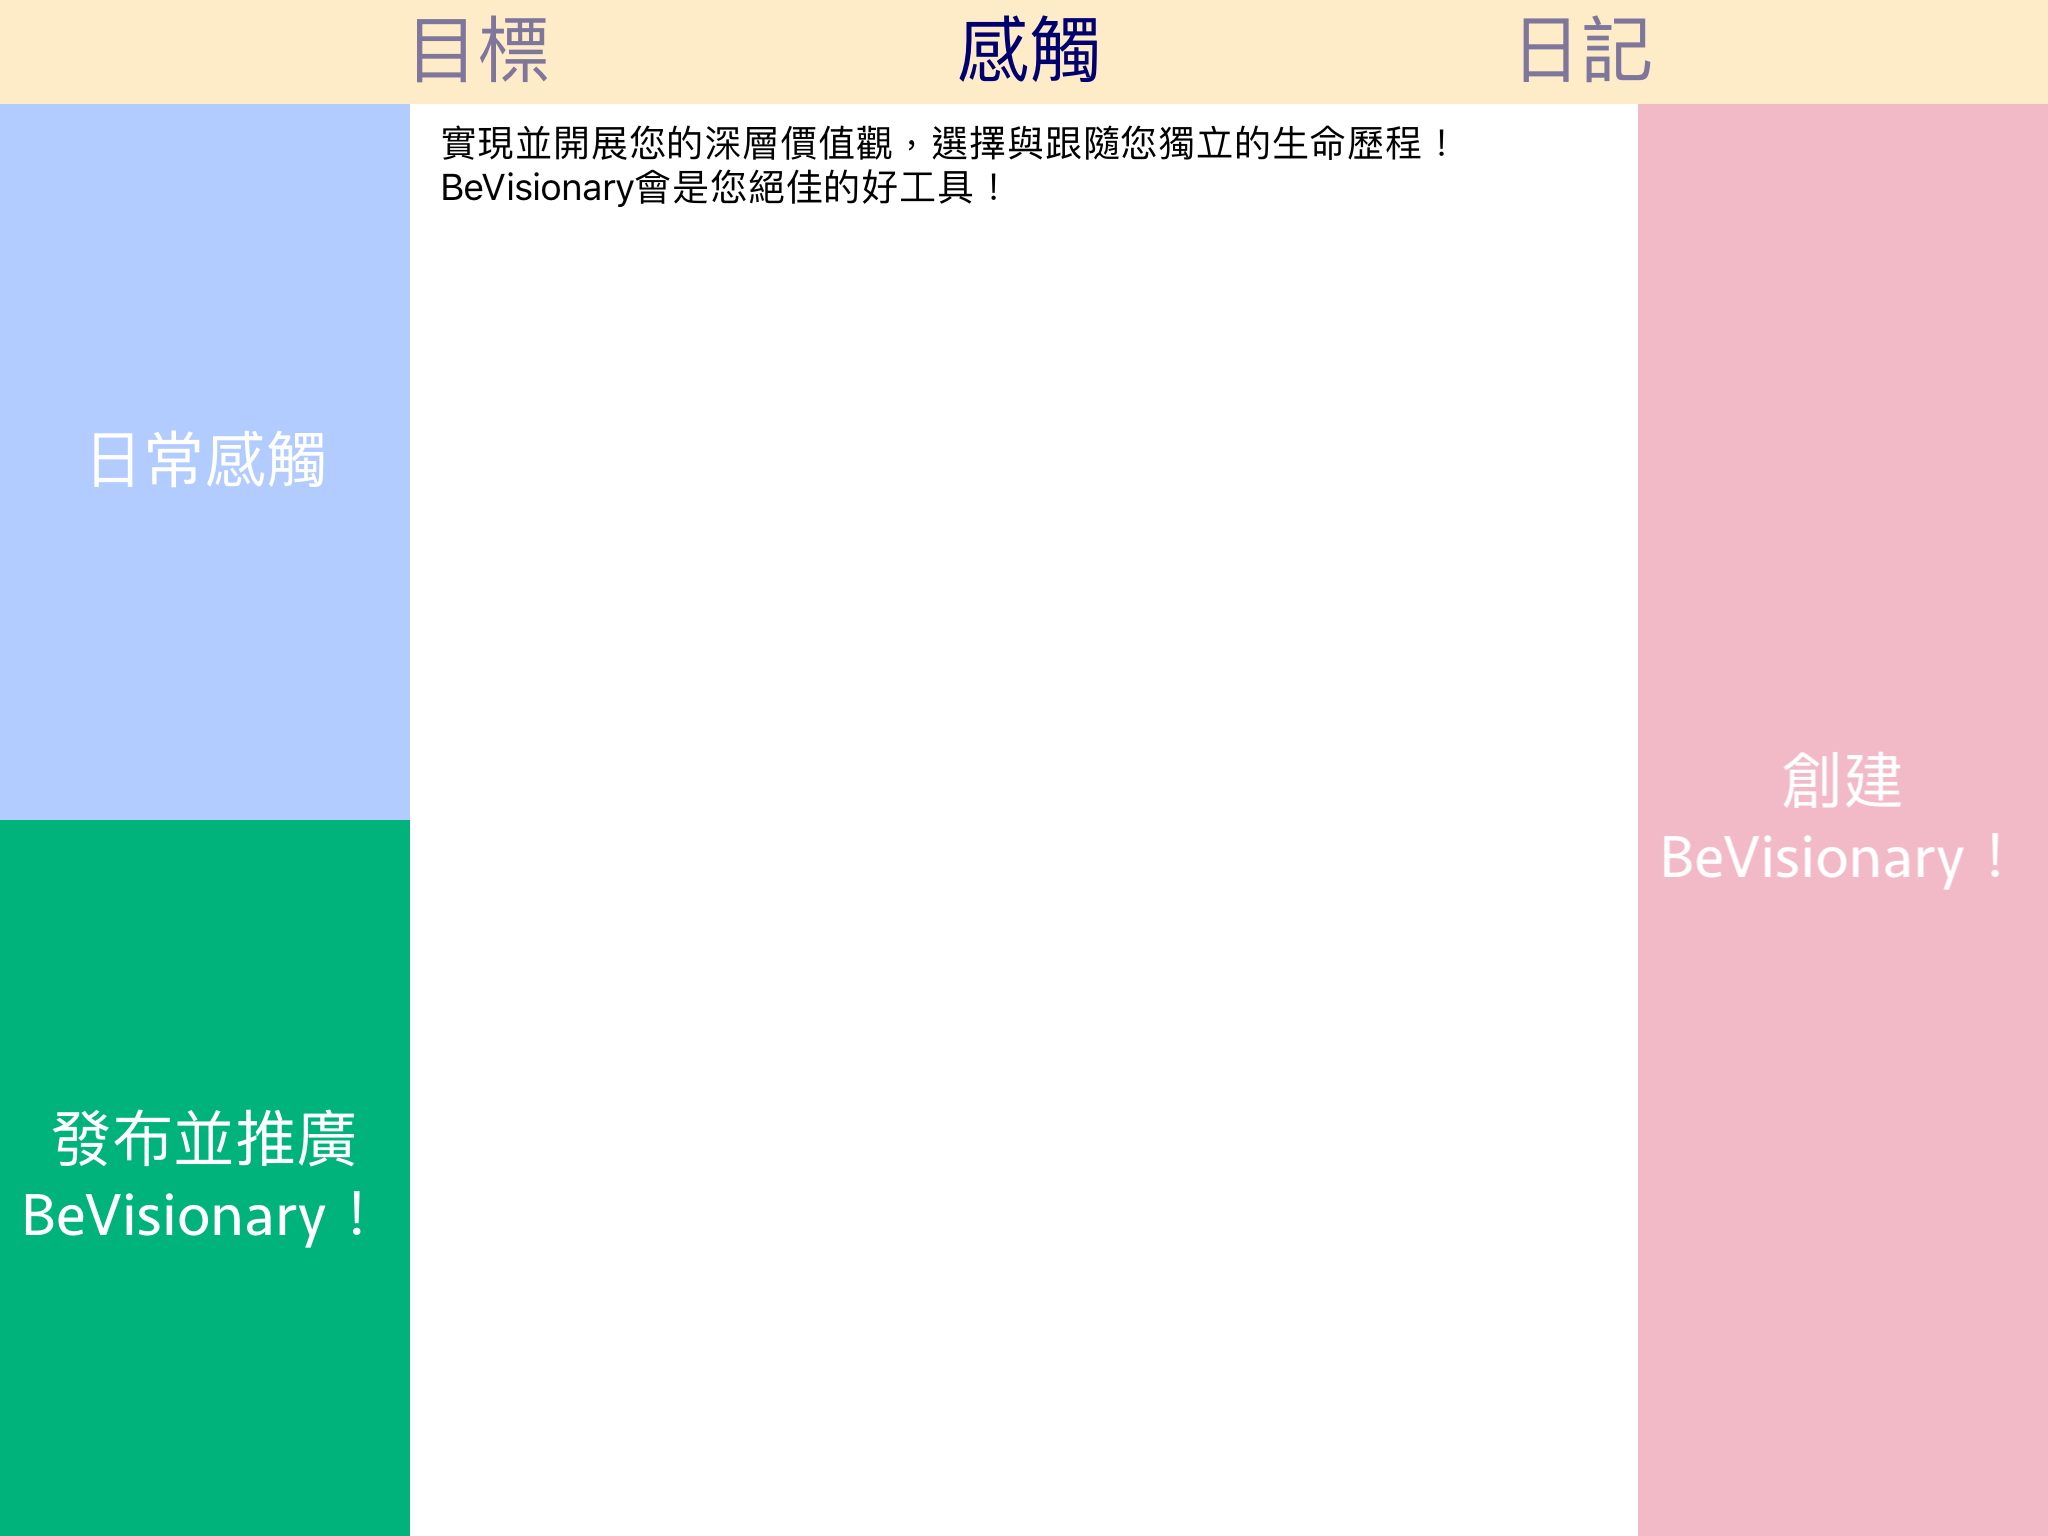 目標
感觸
日記
日常感觸
發布並推廣
BeVisionary！
實現並開展您的深層價值觀，選擇與跟隨您獨立的生命歷程！
BeVisionary會是您絕佳的好工具！
創建
BeVisionary！